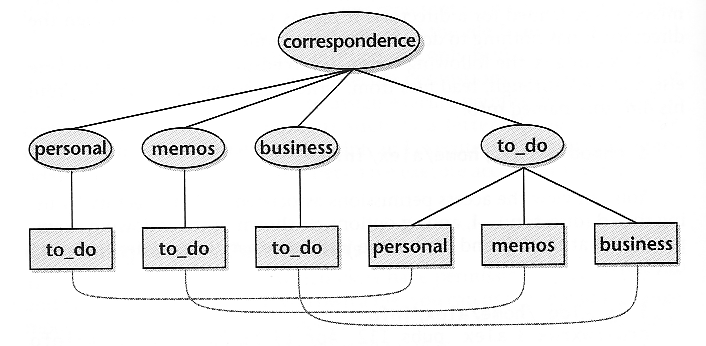 correspondence
personal
memos
business
to_do
to_do
to_do
to_do
personal
memos
business